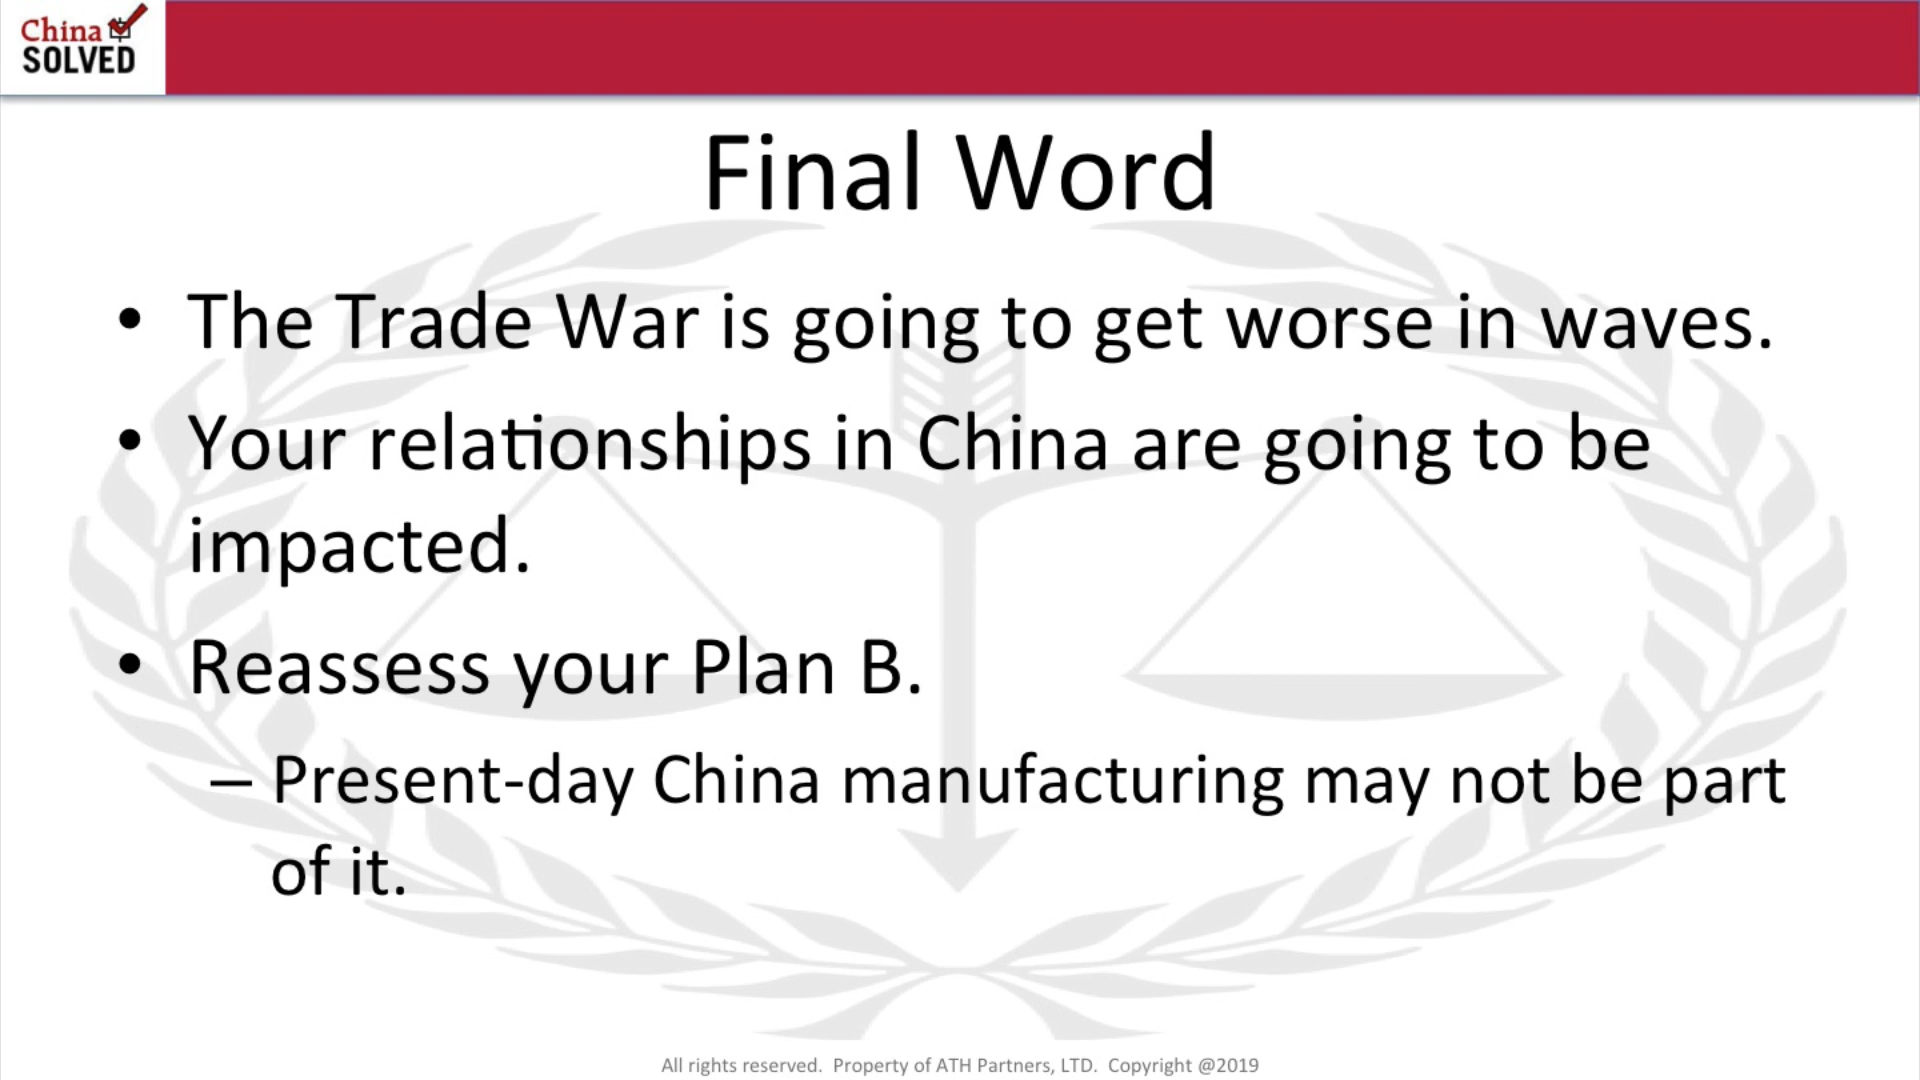 China
SOLVED
Final Word
• The Trade War is going to get worse in waves.
• Your relationships in China are going to be
impacted.
• Reassess your Plan B.
– Present-day China manufacturing may not be part
of it.
All rights reserved. Property of ATH Partners, LTD. Copyright @2019